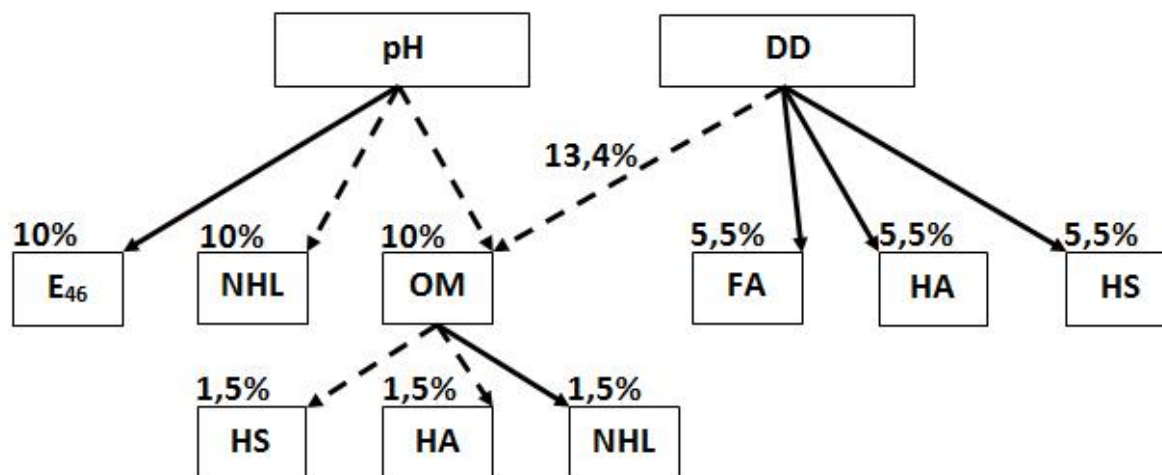 pH DD
13,4%
10% 10% 10% 5,5% 5,5% 5,5%
E₄₆ NHL OM FA HA HS
1,5% 1,5% 1,5%
HS HA NHL